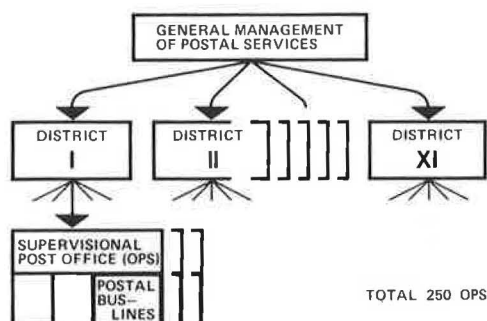 GENERAL MANAGEMENT
OF POSTAL SERVICES
DISTRICT
I
DISTRICT
II
DISTRICT
XI
SUPERVISIONAL
POST OFFICE (OPS)
POSTAL
BUS–
LINES
TOTAL 250 OPS